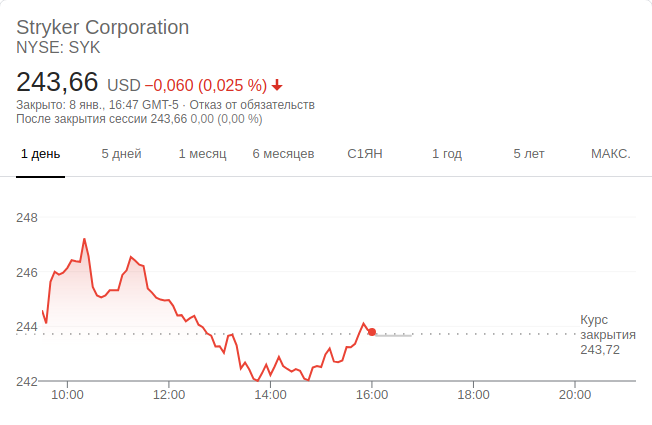 Stryker Corporation
NYSE: SYK
243,66 USD −0,060 (0,025 %)
Закрыто: 8 янв., 16:47 GMT-5 · Отказ от обязательств
После закрытия сессии 243,66 0,00 (0,00 %)
1 день 5 дней 1 месяц 6 месяцев С1ЯН 1 год 5 лет МАКС.
248
246
244
242
Курс
закрытия
243,72
10:00 12:00 14:00 16:00 18:00 20:00